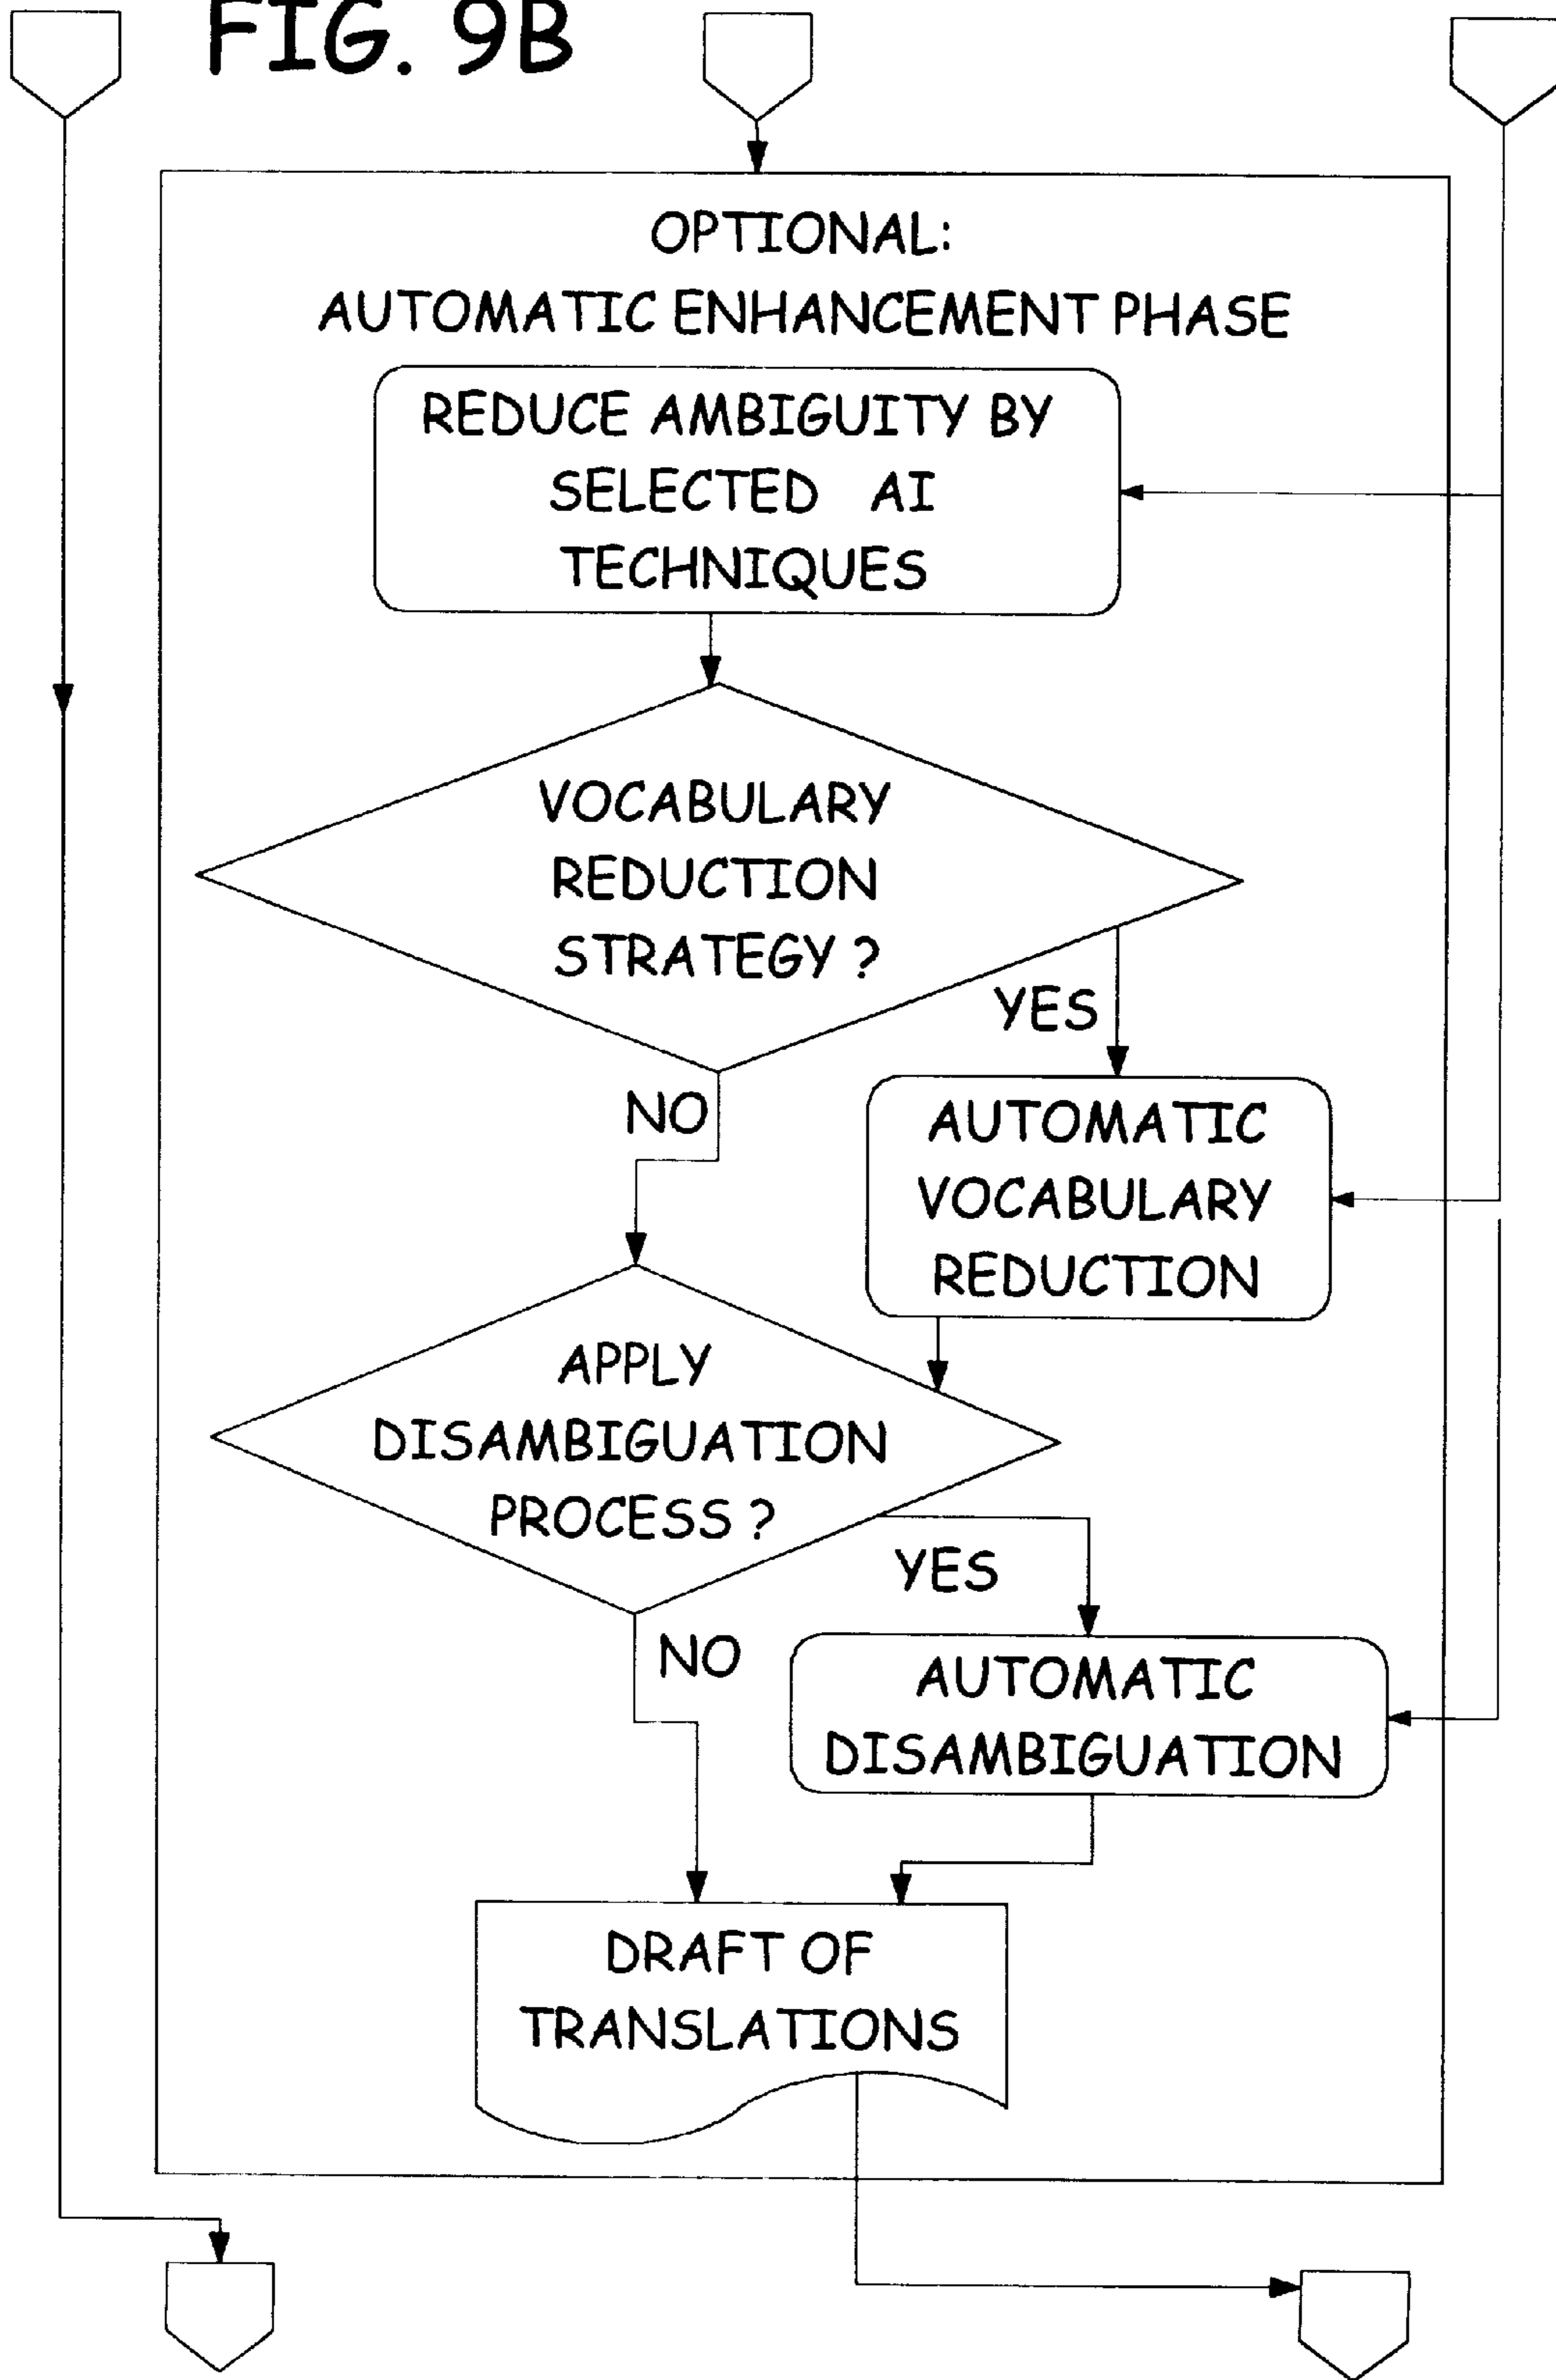 FIG. 9B
OPTIONAL:
AUTOMATIC ENHANCEMENT PHASE
REDUCE AMBIGUITY BY
SELECTED AI
TECHNIQUES
VOCABULARY
REDUCTION
STRATEGY ?
YES
NO
AUTOMATIC
VOCABULARY
REDUCTION
APPLY
DISAMBIGUATION
PROCESS ?
YES
NO
AUTOMATIC
DISAMBIGUATION
DRAFT OF
TRANSLATIONS